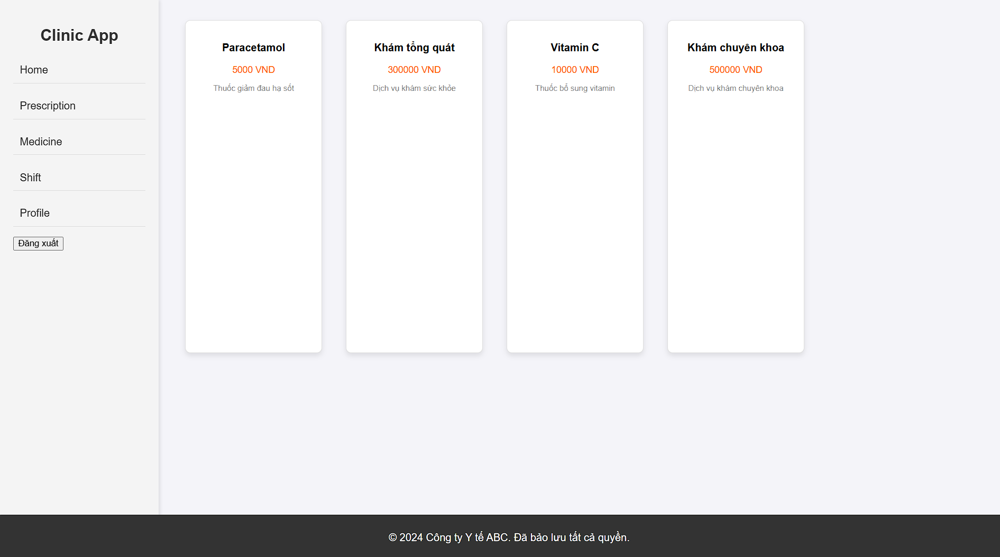 Clinic App
Home
Prescription
Medicine
Shift
Profile
Đăng xuất
Paracetamol
5000 VND
Thuốc giảm đau hạ sốt
Khám tổng quát
300000 VND
Dịch vụ khám sức khỏe
Vitamin C
10000 VND
Thuốc bổ sung vitamin
Khám chuyên khoa
500000 VND
Dịch vụ khám chuyên khoa
© 2024 Công ty Y tế ABC. Đã bảo lưu tất cả quyền.